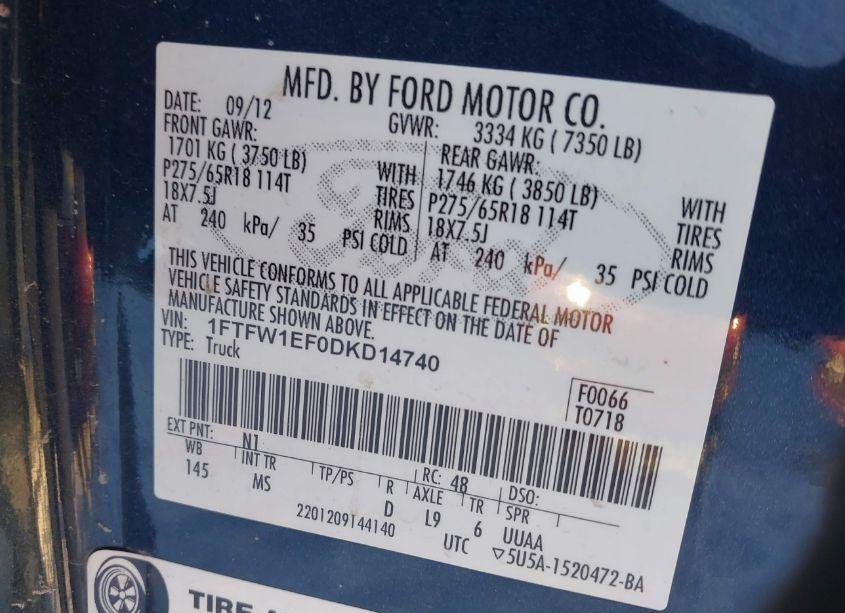 MFD. BY FORD MOTOR CO.
DATE: 09/12 GVWR: 3334 KG ( 7350 LB)
FRONT GAWR: REAR GAWR:
1701 KG ( 3750 LB) WITH 1746 KG ( 3850 LB) WITH
P275/65R18 114T TIRES P275/65R18 114T TIRES
18X7.5J RIMS 18X7.5J RIMS
AT 240 kPa/ 35 PSI COLD AT 240 kPa/ 35 PSI COLD
THIS VEHICLE CONFORMS TO ALL APPLICABLE FEDERAL MOTOR
VEHICLE SAFETY STANDARDS IN EFFECT ON THE DATE OF
MANUFACTURE SHOWN ABOVE.
VIN: 1FTFW1EF0DKD14740
TYPE: Truck
F0066
T0718
EXT PNT: N1 RC: 48 DSO:
WB INT TR TP/PS R AXLE TR SPR
145 MS D L9 6 UUAA
2201209144140 UTC ▽5U5A-1520472-BA
TIRE